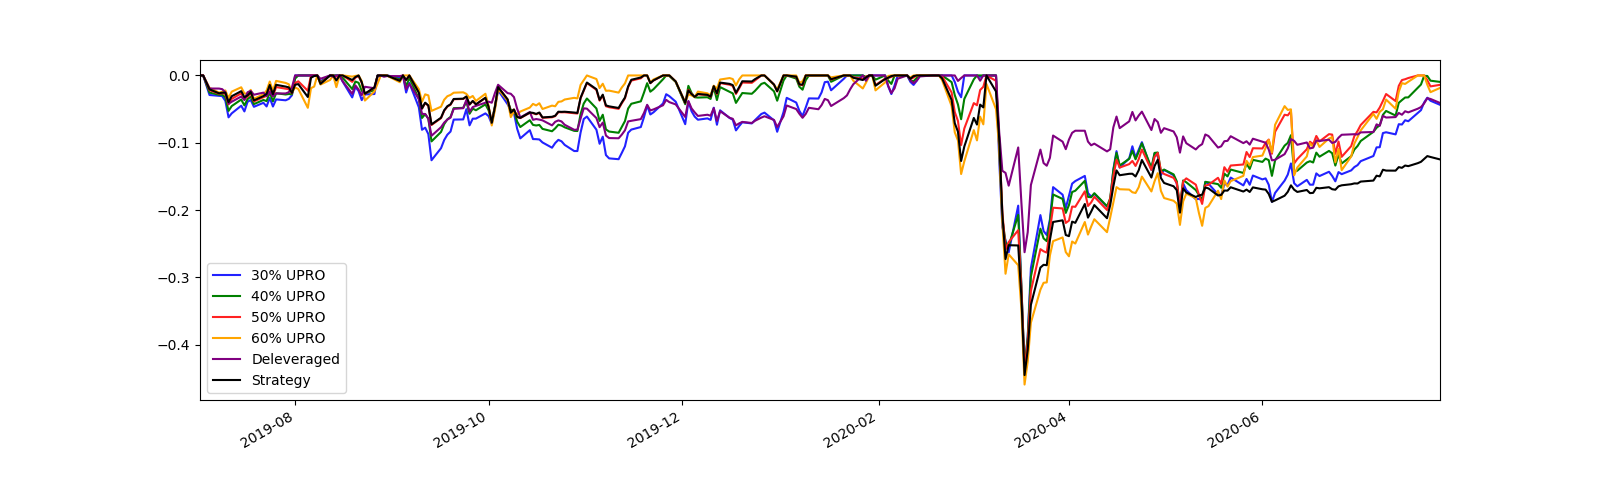 0.0
−0.1
−0.2
−0.3
−0.4
30% UPRO
40% UPRO
50% UPRO
60% UPRO
Deleveraged
Strategy
2019-08
2019-10
2019-12
2020-02
2020-04
2020-06